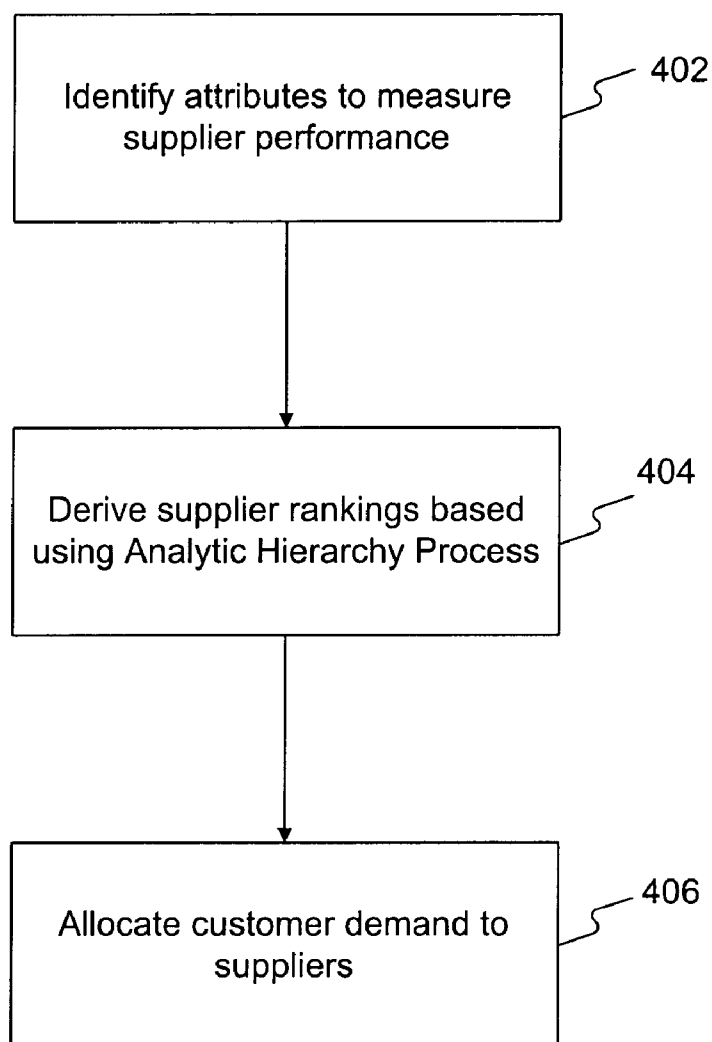 Identify attributes to measure
supplier performance
402
Derive supplier rankings based
using Analytic Hierarchy Process
404
Allocate customer demand to
suppliers
406